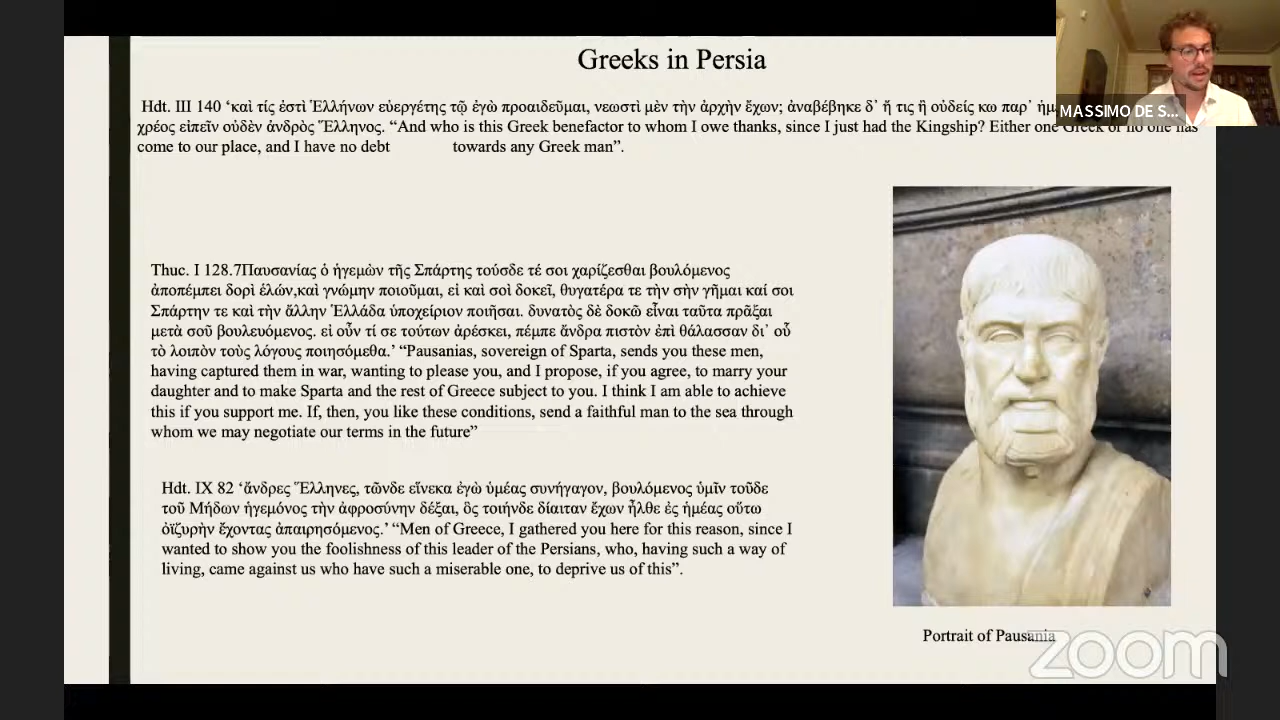 Greeks in Persia
Hdt. III 140 ‘καὶ τίς ἐστὶ Ἑλλήνων εὐεργέτης τῷ ἐγὼ προαιδεῦμαι, νεωστὶ μὲν τὴν ἀρχὴν ἔχων; ἀναβέβηκε δ᾽ ἤ τις ἢ οὐδείς κω παρ᾽
MASSIMO DE S...
χρέος εἰπεῖν οὐδὲν ἀνδρὸς Ἕλληνος. “And who is this Greek benefactor to whom I owe thanks, since I just had the Kingship? Either one Greek or no one has
come to our place, and I have no debt towards any Greek man”.
Thuc. I 128.7Παυσανίας ὁ ἡγεμὼν τῆς Σπάρτης τούσδε τέ σοι χαρίζεσθαι βουλόμενος
ἀποπέμπει δορὶ ἑλών,καὶ γνώμην ποιοῦμαι, εἰ καὶ σοὶ δοκεῖ, θυγατέρα τε τὴν σὴν γῆμαι καί σοι
Σπάρτην τε καὶ τὴν ἄλλην Ἑλλάδα ὑποχείριον ποιῆσαι. δυνατὸς δὲ δοκῶ εἶναι ταῦτα πρᾶξαι
μετὰ σοῦ βουλευόμενος. εἰ οὖν τί σε τούτων ἀρέσκει, πέμπε ἄνδρα πιστὸν ἐπὶ θάλασσαν δι᾽ οὗ
τὸ λοιπὸν τοὺς λόγους ποιησόμεθα.’ “Pausanias, sovereign of Sparta, sends you these men,
having captured them in war, wanting to please you, and I propose, if you agree, to marry your
daughter and to make Sparta and the rest of Greece subject to you. I think I am able to achieve
this if you support me. If, then, you like these conditions, send a faithful man to the sea through
whom we may negotiate our terms in the future”
Hdt. IX 82 ‘ἄνδρες Ἕλληνες, τῶνδε εἵνεκα ἐγὼ ὑμέας συνήγαγον, βουλόμενος ὑμῖν τοῦδε
τοῦ Μήδων ἡγεμόνος τὴν ἀφροσύνην δέξαι, ὃς τοιήνδε δίαιταν ἔχων ἦλθε ἐς ἡμέας οὕτω
ὀϊζυρὴν ἔχοντας ἀπαιρησόμενος.’ “Men of Greece, I gathered you here for this reason, since I
wanted to show you the foolishness of this leader of the Persians, who, having such a way of
living, came against us who have such a miserable one, to deprive us of this”.
Portrait of Pausania
zoom